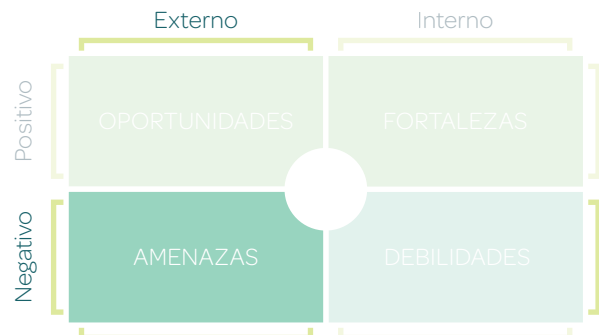 Externo
Interno
Positivo
OPORTUNIDADES
FORTALEZAS
Negativo
AMENAZAS
DEBILIDADES